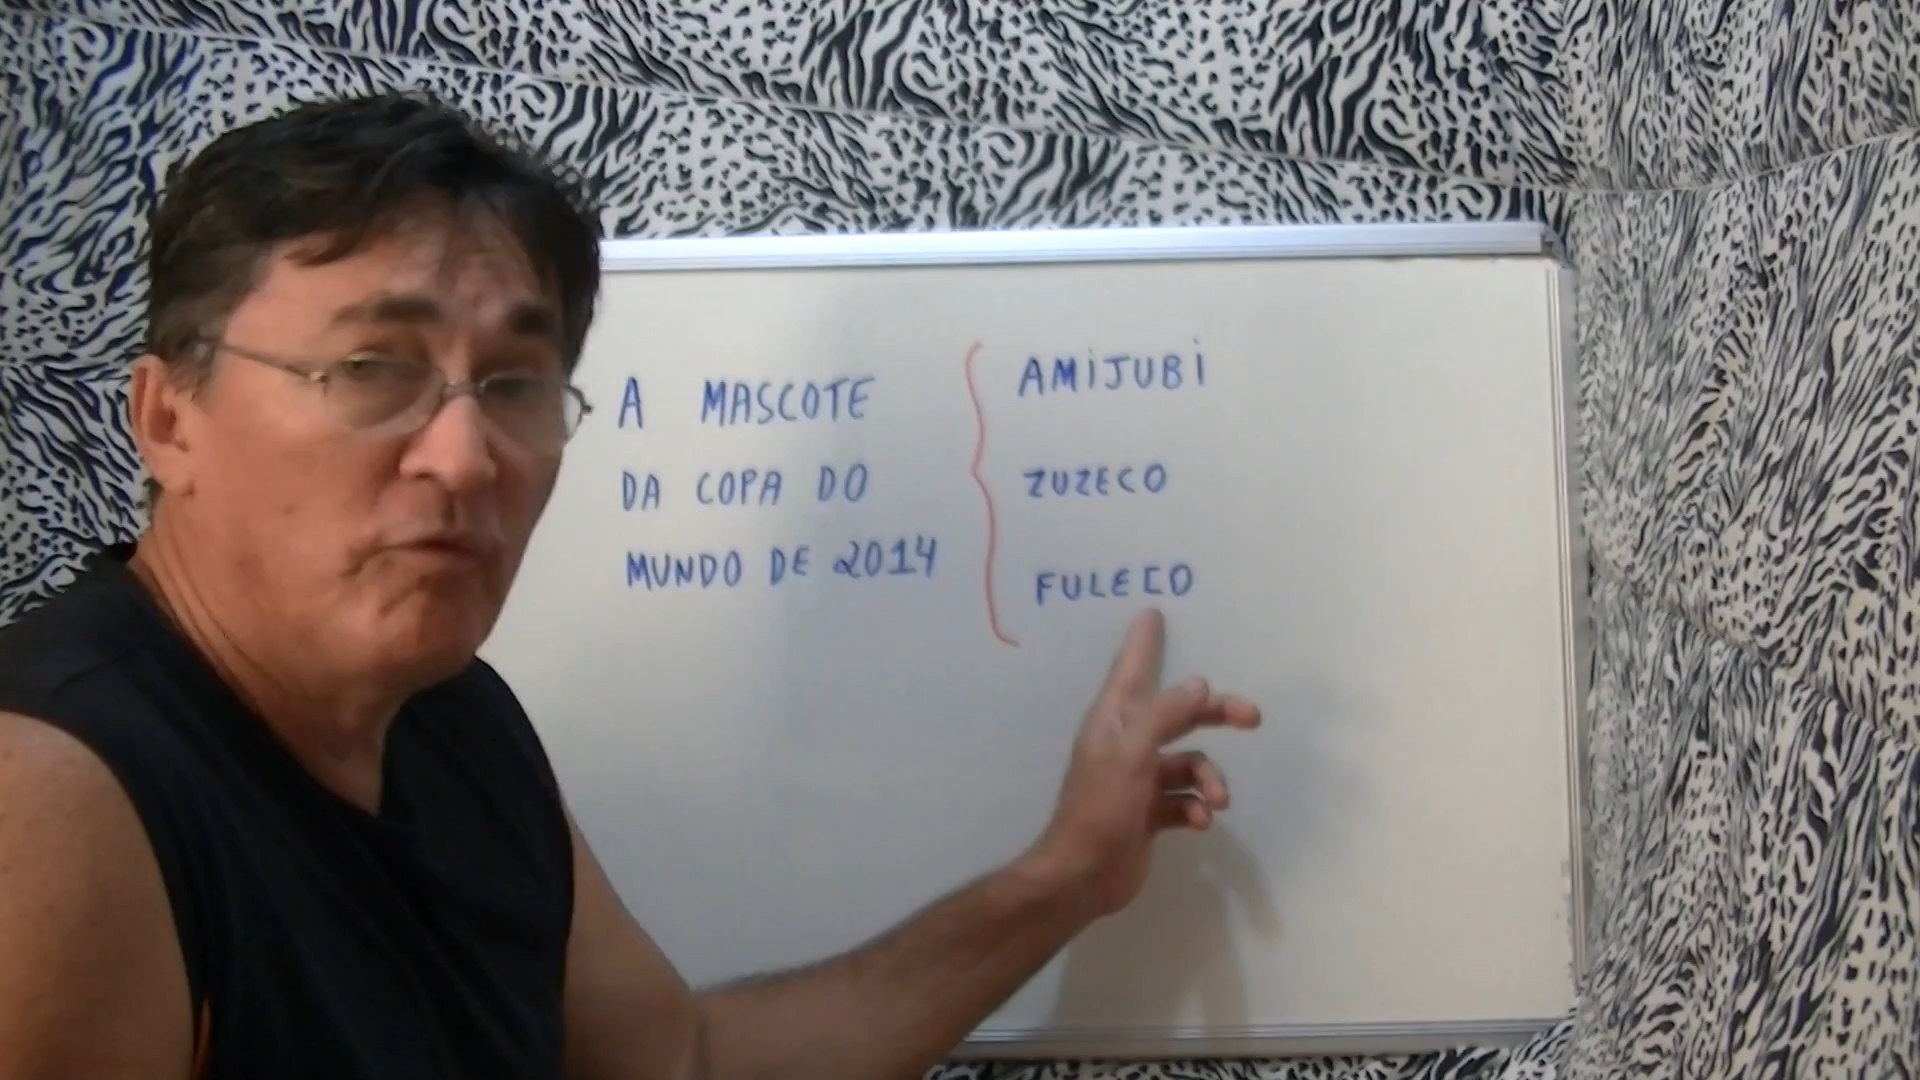 A MASCOTE
DA COPA DO
MUNDO DE 2014
AMIJUBI
ZUZECO
FULECO